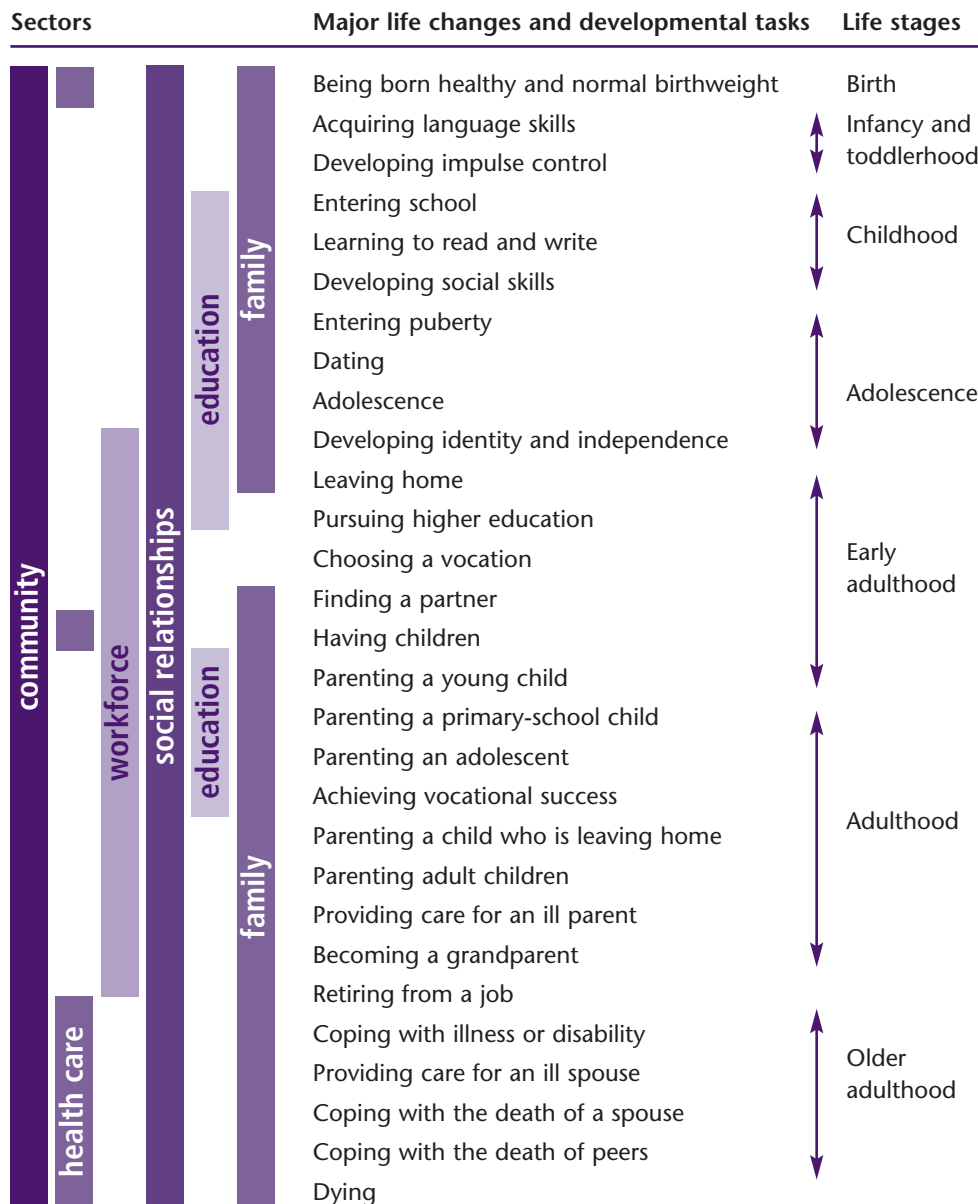 Sectors Major life changes and developmental tasks Life stages
Being born healthy and normal birthweight Birth
Acquiring language skills Infancy and
Developing impulse control toddlerhood
Entering school
Learning to read and write Childhood
Developing social skills
Entering puberty
Dating
Adolescence Adolescence
Developing identity and independence
Leaving home
Pursuing higher education
Choosing a vocation Early
Finding a partner adulthood
Having children
Parenting a young child
Parenting a primary-school child
Parenting an adolescent
Achieving vocational success
Parenting a child who is leaving home Adulthood
Parenting adult children
Providing care for an ill parent
Becoming a grandparent
Retiring from a job
Coping with illness or disability
Providing care for an ill spouse Older
Coping with the death of a spouse adulthood
Coping with the death of peers
Dying
community
health care
workforce
social relationships
education
education
family
family